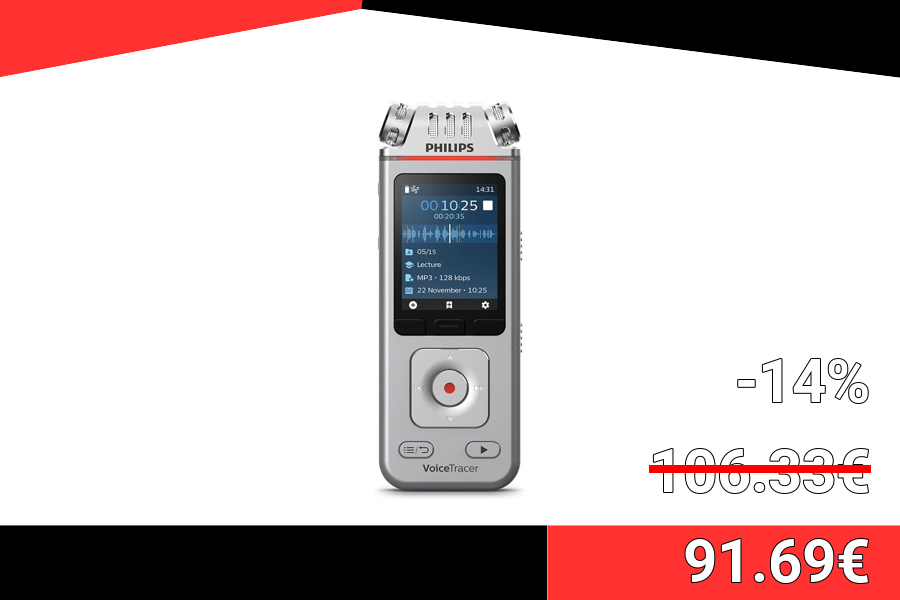 PHILIPS
14:31
00 10 25
00:20:35
05/15
Lecture
MP3 • 128 kbps
22 November • 10:25
VoiceTracer
-14%
106.33€
91.69€